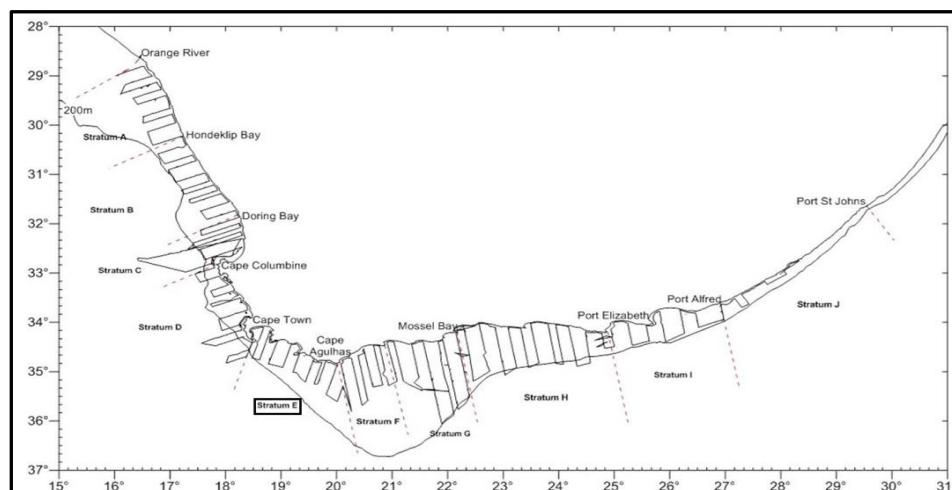 28°
Orange River
29°
200m
30°
Stratum A
Hondeklip Bay
31°
Port St Johns
Stratum B
Doring Bay
32°
Stratum C
Cape Columbine
33°
Port Alfred
Stratum J
Stratum D
Cape Town
Mossel Bay
Port Elizabeth
34°
Cape
Agulhas
Stratum I
35°
Stratum H
Stratum E
Stratum F
36°
Stratum G
37°
15° 16° 17° 18° 19° 20° 21° 22° 23° 24° 25° 26° 27° 28° 29° 30° 31